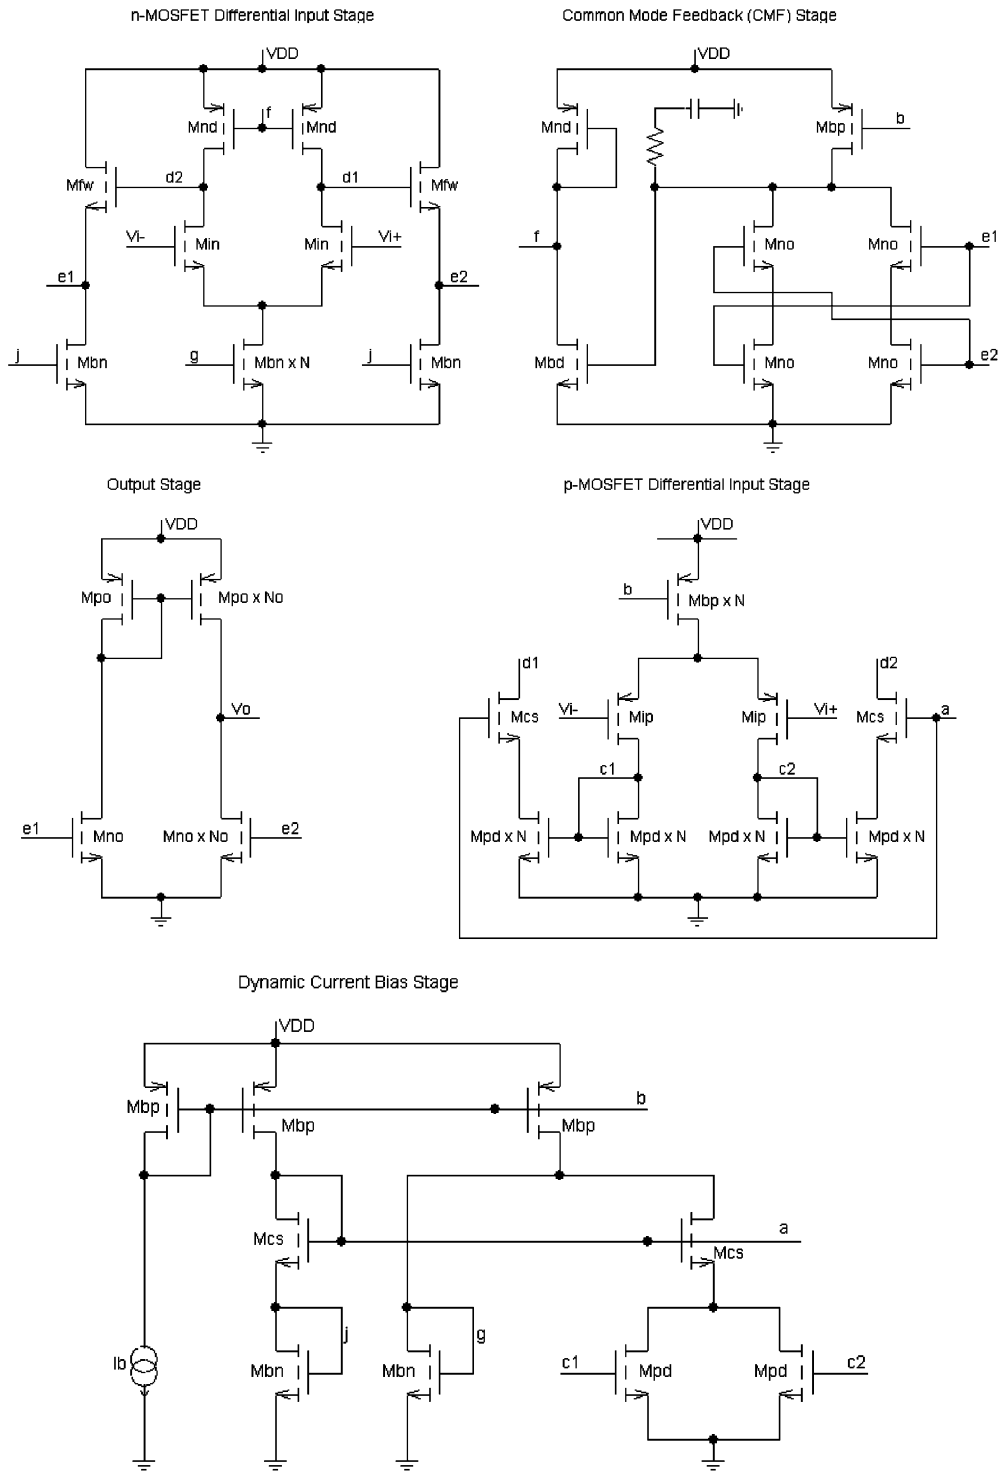 n-MOSFET Differential Input Stage
Common Mode Feedback (CMF) Stage
VDD
VDD
Mnd
f
Mnd
Mnd
Mbp
b
Mfw
d2
d1
Mfw
Vi-
Min
Min
Vi+
f
Mno
Mno
e1
e1
e2
j
Mbn
g
Mbn x N
j
Mbn
Mbd
Mno
Mno
e2
Output Stage
p-MOSFET Differential Input Stage
VDD
VDD
Mpo
Mpo x No
b
Mbp x N
d1
d2
Vo
Mcs
Vi-
Mip
Mip
Vi+
Mcs
a
c1
c2
e1
Mno
Mno x No
e2
Mpd x N
Mpd x N
Mpd x N
Mpd x N
Dynamic Current Bias Stage
VDD
Mbp
Mbp
Mbp
b
Mcs
Mcs
a
j
g
Ib
Mbn
Mbn
c1
Mpd
Mpd
c2